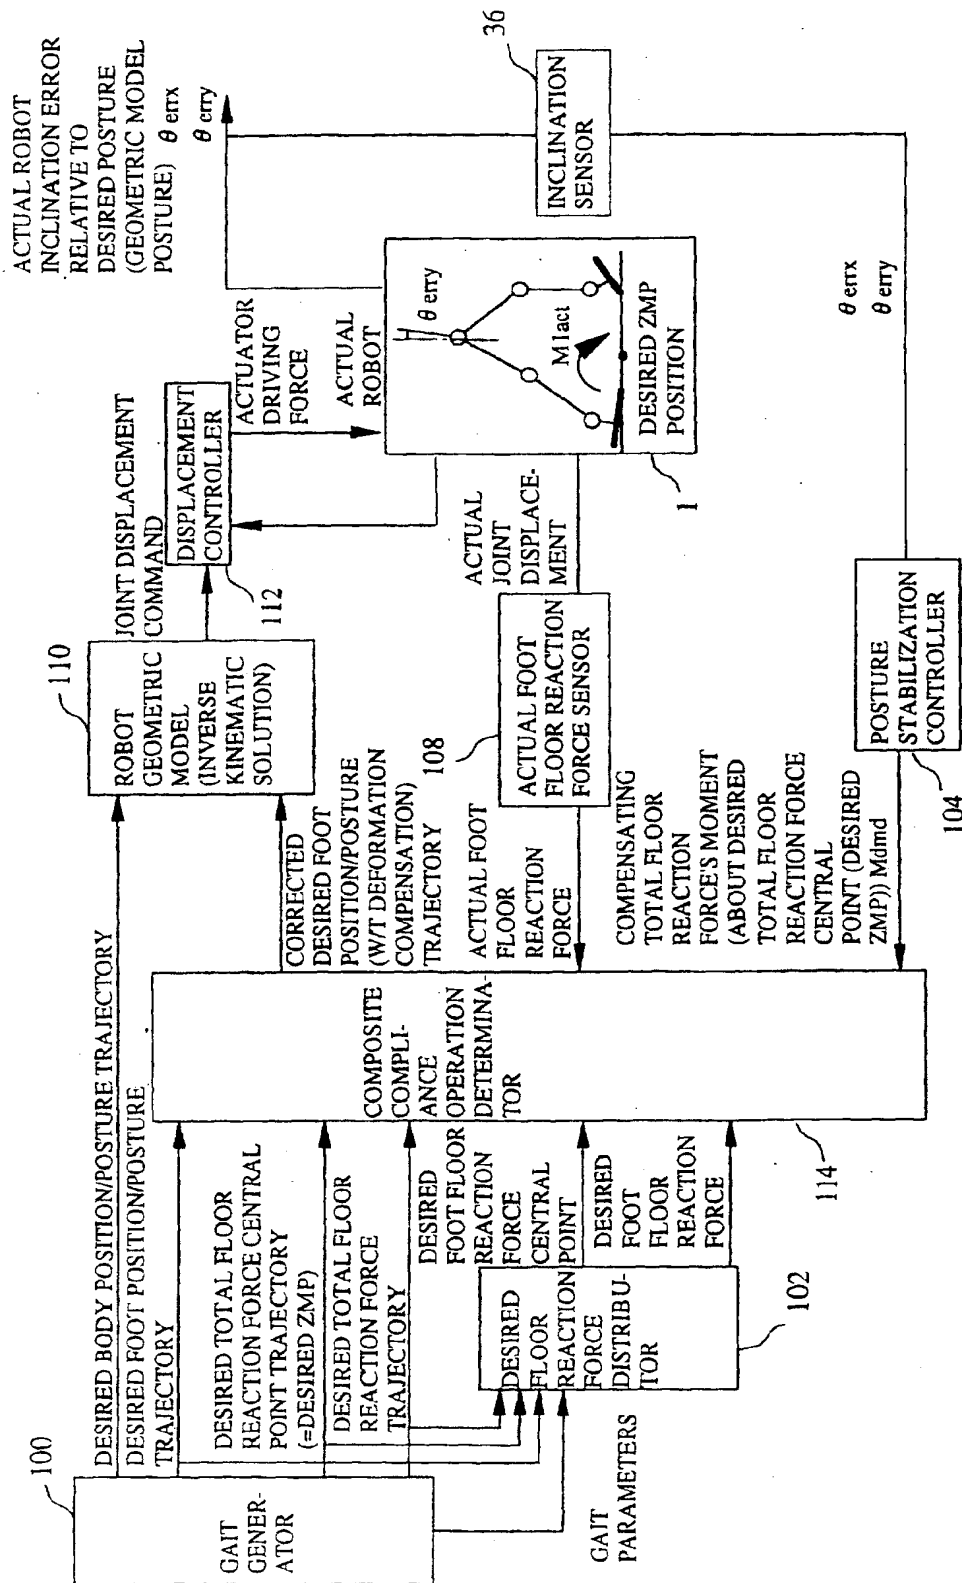 100
GAIT
GENER-
ATOR
DESIRED BODY POSITION/POSTURE TRAJECTORY
DESIRED FOOT POSITION/POSTURE
TRAJECTORY
DESIRED TOTAL FLOOR
REACTION FORCE CENTRAL
POINT TRAJECTORY
(=DESIRED ZMP)
DESIRED TOTAL FLOOR
REACTION FORCE
TRAJECTORY
GAIT
PARAMETERS
DESIRED
FLOOR
REACTION
FORCE
DISTRIBU-
TOR
102
DESIRED
FOOT FLOOR
REACTION
FORCE
CENTRAL
POINT
DESIRED
FOOT
FLOOR
REACTION
FORCE
COMPOSITE
COMPLI-
ANCE
OPERATION
DETERMINA-
TOR
114
CORRECTED
DESIRED FOOT
POSITION/POSTURE
(W/T DEFORMATION
COMPENSATION)
TRAJECTORY
ACTUAL FOOT
FLOOR
REACTION
FORCE
COMPENSATING
TOTAL FLOOR
REACTION
FORCE'S MOMENT
(ABOUT DESIRED
TOTAL FLOOR
REACTION FORCE
CENTRAL
POINT (DESIRED
ZMP)) Mdmd
110
ROBOT
GEOMETRIC
MODEL
(INVERSE
KINEMATIC
SOLUTION)
108
ACTUAL FOOT
FLOOR REACTION
FORCE SENSOR
POSTURE
STABILIZATION
CONTROLLER
104
JOINT DISPLACEMENT
COMMAND
DISPLACEMENT
CONTROLLER
112
ACTUAL
JOINT
DISPLACE-
MENT
ACTUATOR
DRIVING
FORCE
ACTUAL
ROBOT
θ erry
M1act
DESIRED ZMP
POSITION
1
ACTUAL ROBOT
INCLINATION ERROR
RELATIVE TO
DESIRED POSTURE
(GEOMETRIC MODEL
POSTURE) θ errx
θ erry
36
INCLINATION
SENSOR
θ errx
θ erry